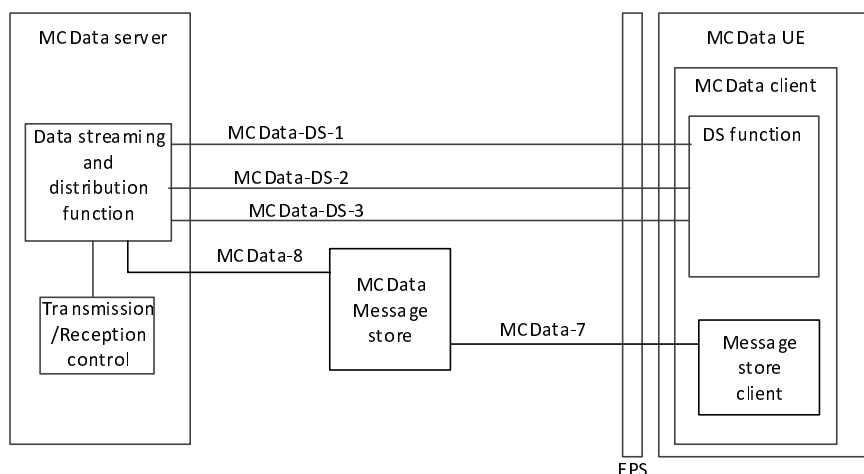 MCData server
MCData UE
MCData client
Data streaming
and
distribution
function
MCData-DS-1
DS function
MCData-DS-2
MCData-DS-3
MCData-8
MCData
Message
store
Transmission
/Reception
control
MCData-7
Message
store
client
EPS